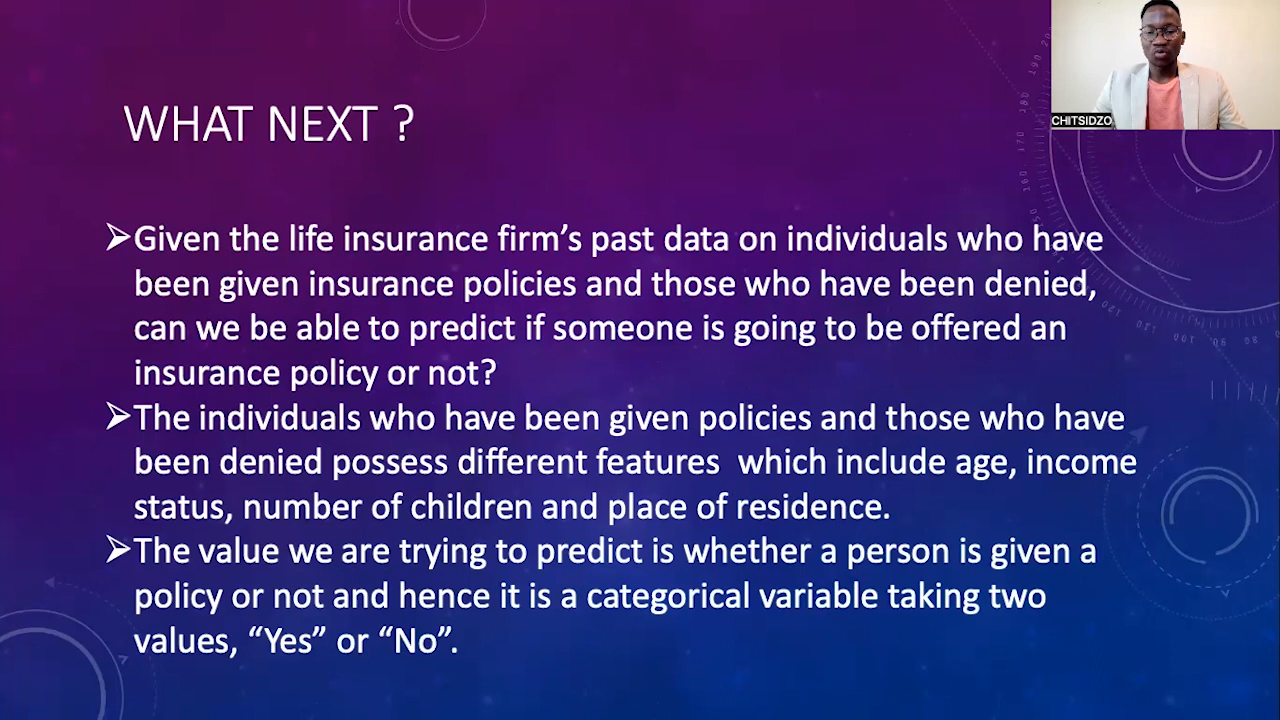 CHITSIDZO
WHAT NEXT ?
➢Given the life insurance firm’s past data on individuals who have
been given insurance policies and those who have been denied,
can we be able to predict if someone is going to be offered an
insurance policy or not?
➢The individuals who have been given policies and those who have
been denied possess different features  which include age, income
status, number of children and place of residence.
➢The value we are trying to predict is whether a person is given a
policy or not and hence it is a categorical variable taking two
values, “Yes” or “No”.